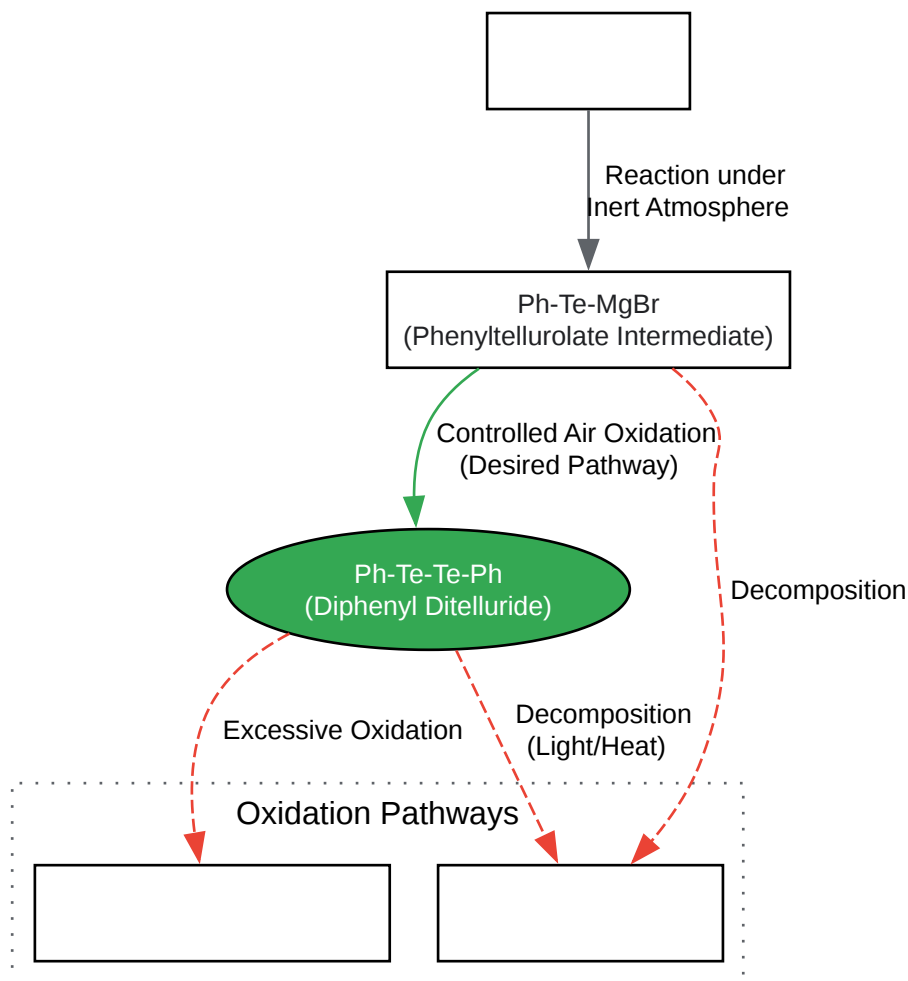 Reaction under
Inert Atmosphere
Ph-Te-MgBr
(Phenyltellurolate Intermediate)
Controlled Air Oxidation
(Desired Pathway)
Ph-Te-Te-Ph
(Diphenyl Ditelluride)
Decomposition
Excessive Oxidation
Decomposition
(Light/Heat)
Oxidation Pathways